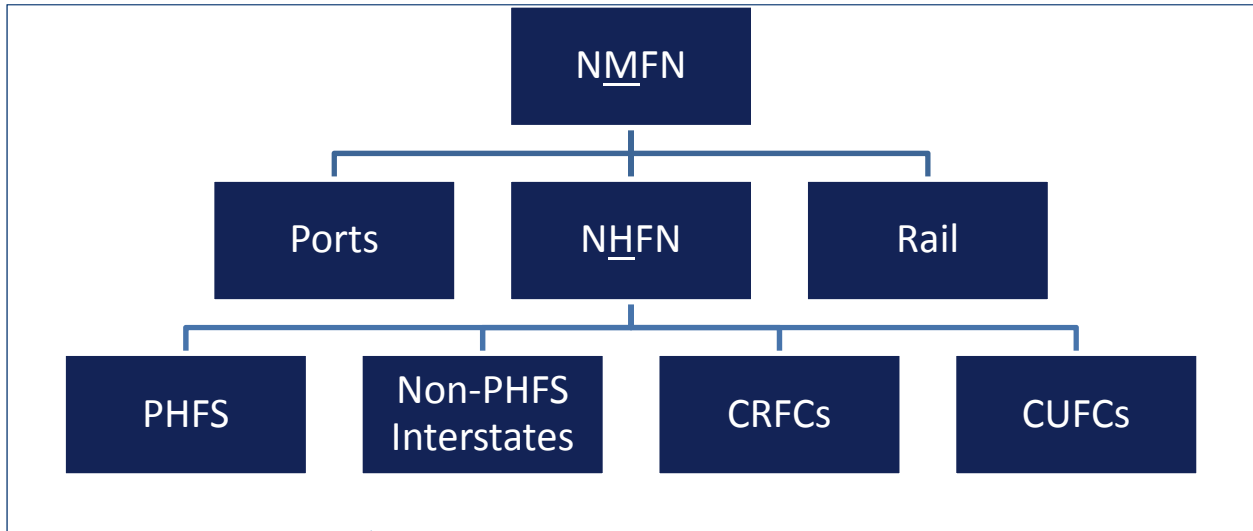 NMFN
Ports
NHFN
Rail
PHFS
Non-PHFS
Interstates
CRFCs
CUFCs